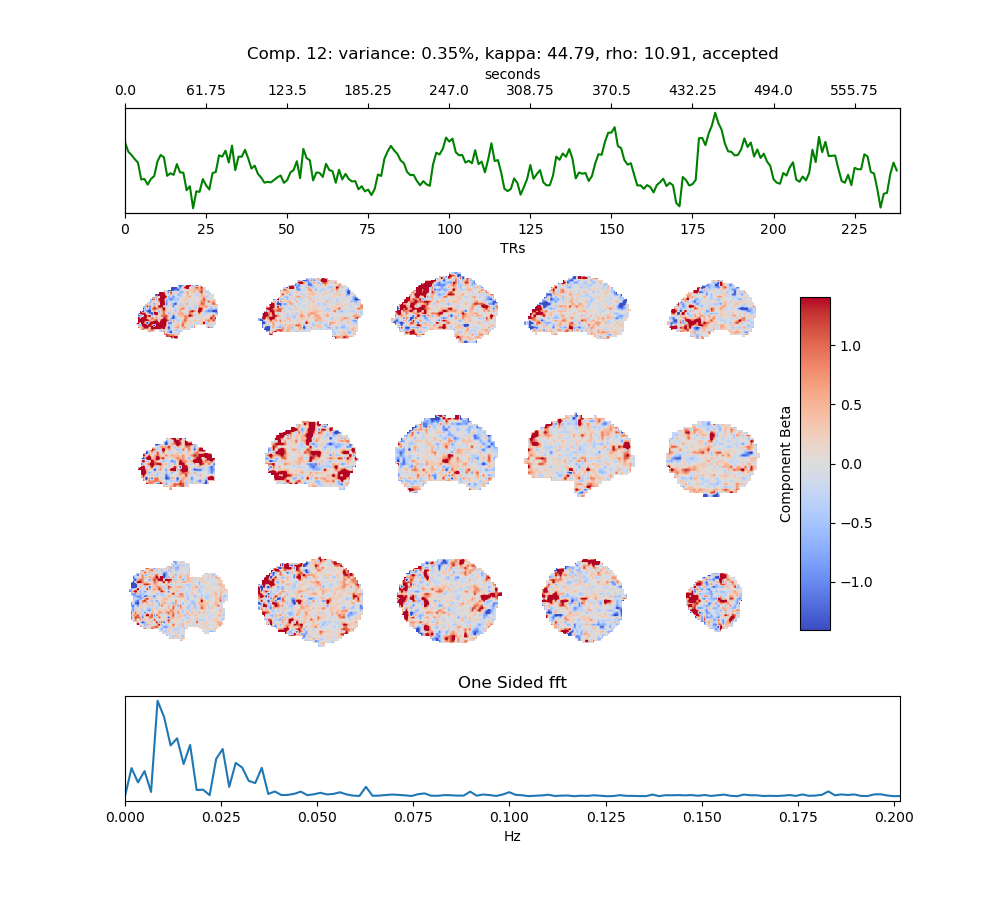 Comp. 12: variance: 0.35%, kappa: 44.79, rho: 10.91, accepted
seconds
0.0 61.75 123.5 185.25 247.0 308.75 370.5 432.25 494.0 555.75
0 25 50 75 100 125 150 175 200 225
TRs
1.0
0.5
0.0
−0.5
−1.0
Component Beta
One Sided fft
0.000 0.025 0.050 0.075 0.100 0.125 0.150 0.175 0.200
Hz